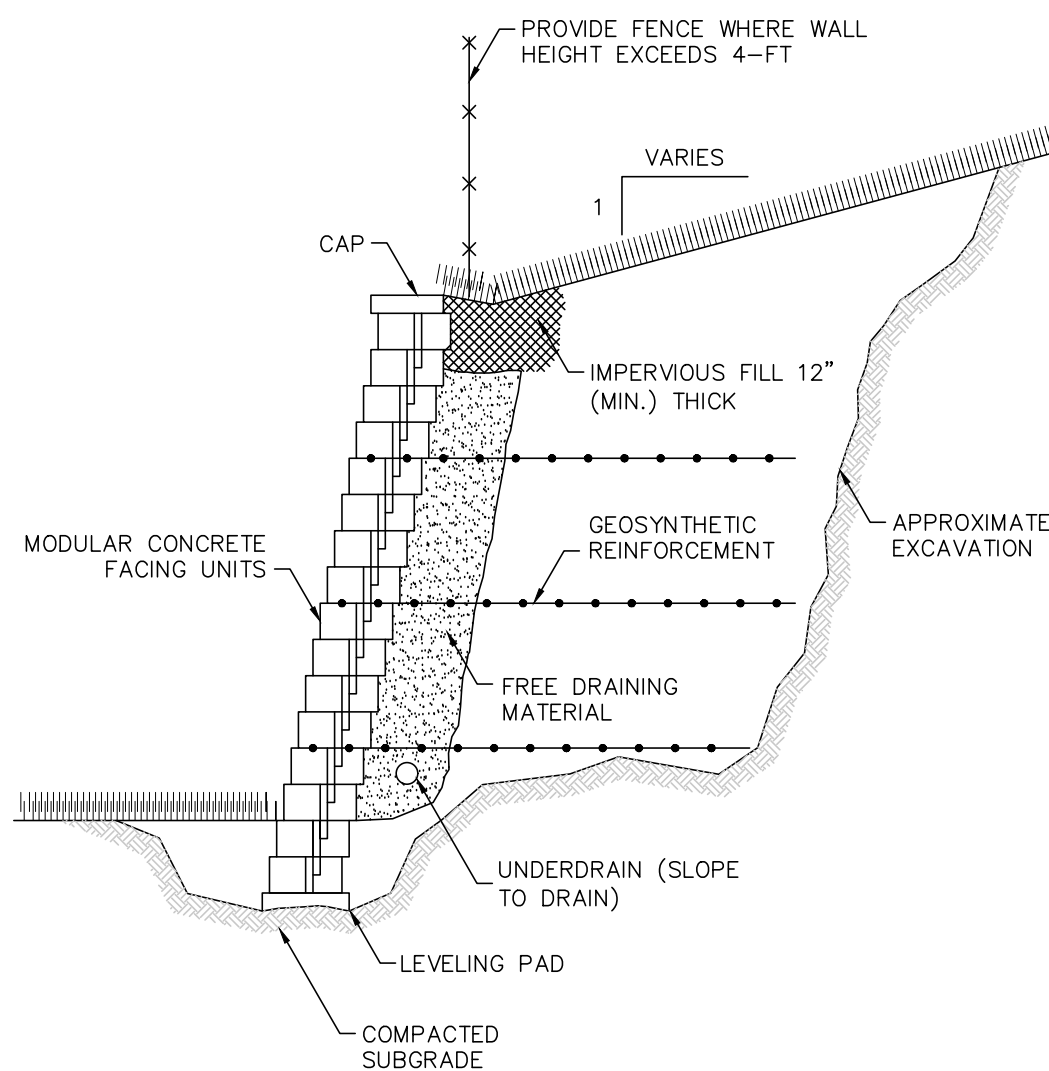 PROVIDE FENCE WHERE WALL
HEIGHT EXCEEDS 4-FT
VARIES
1
CAP
IMPERVIOUS FILL 12”
(MIN.) THICK
GEOSYNTHETIC
REINFORCEMENT
APPROXIMATE
EXCAVATION
MODULAR CONCRETE
FACING UNITS
FREE DRAINING
MATERIAL
UNDERDRAIN (SLOPE
TO DRAIN)
LEVELING PAD
COMPACTED
SUBGRADE